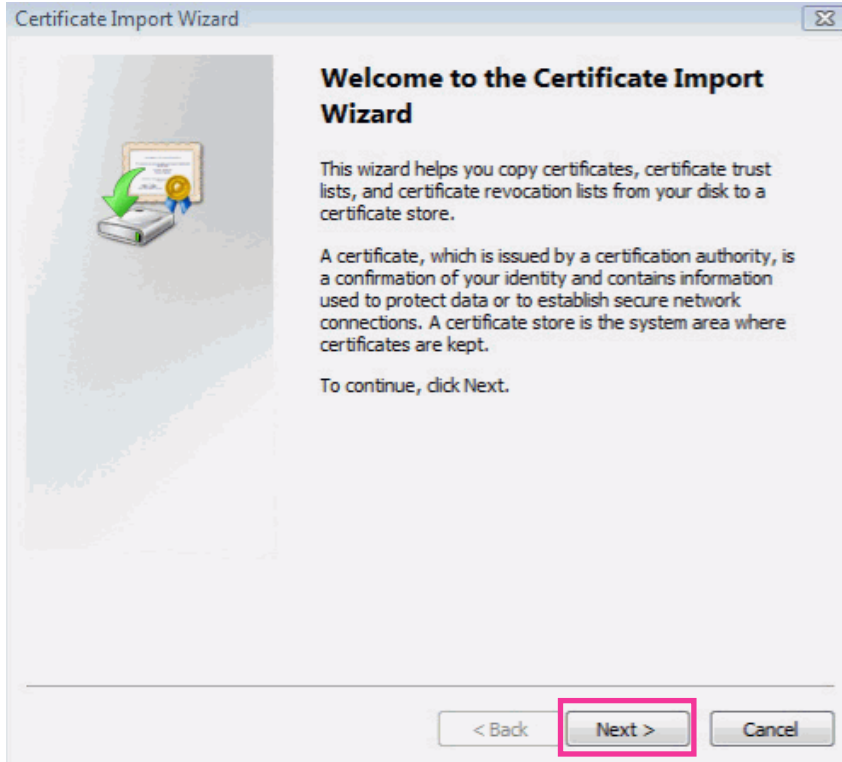 Certificate Import Wizard
Welcome to the Certificate Import
Wizard
This wizard helps you copy certificates, certificate trust
lists, and certificate revocation lists from your disk to a
certificate store.
A certificate, which is issued by a certification authority, is
a confirmation of your identity and contains information
used to protect data or to establish secure network
connections. A certificate store is the system area where
certificates are kept.
To continue, click Next.
< Back Next > Cancel